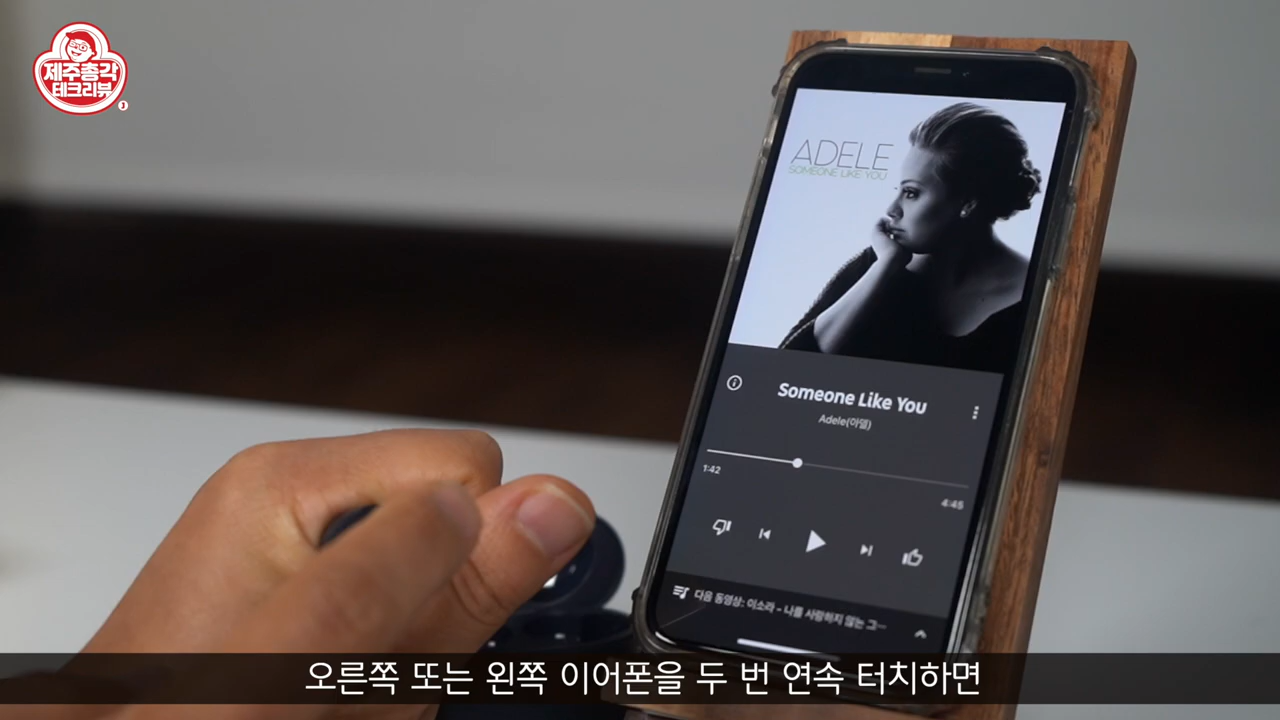 제주총각
테크리뷰
J
ADELE
SOMEONE LIKE YOU
Someone Like You
Adele(아델)
1:42
4:45
다음 동영상: 이소라 - 나를 사랑하지 않는 그...
오른쪽 또는 왼쪽 이어폰을 두 번 연속 터치하면